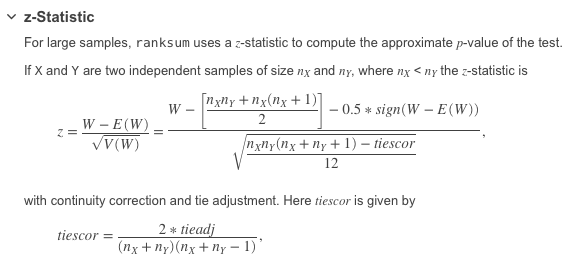 z-Statistic
For large samples, ranksum uses a z-statistic to compute the approximate p-value of the test.
If X and Y are two independent samples of size n_X and n_Y, where n_X < n_Y the z-statistic is
z = \frac{W - E(W)}{\sqrt{V(W)}} = \frac{W - \left[\frac{n_X n_Y + n_X(n_X + 1)}{2}\right] - 0.5 * sign(W - E(W))}{\sqrt{\frac{n_X n_Y(n_X + n_Y + 1) - tiescor}{12}}},
with continuity correction and tie adjustment. Here tiescor is given by
tiescor = \frac{2 * tieadj}{(n_X + n_Y)(n_X + n_Y - 1)},